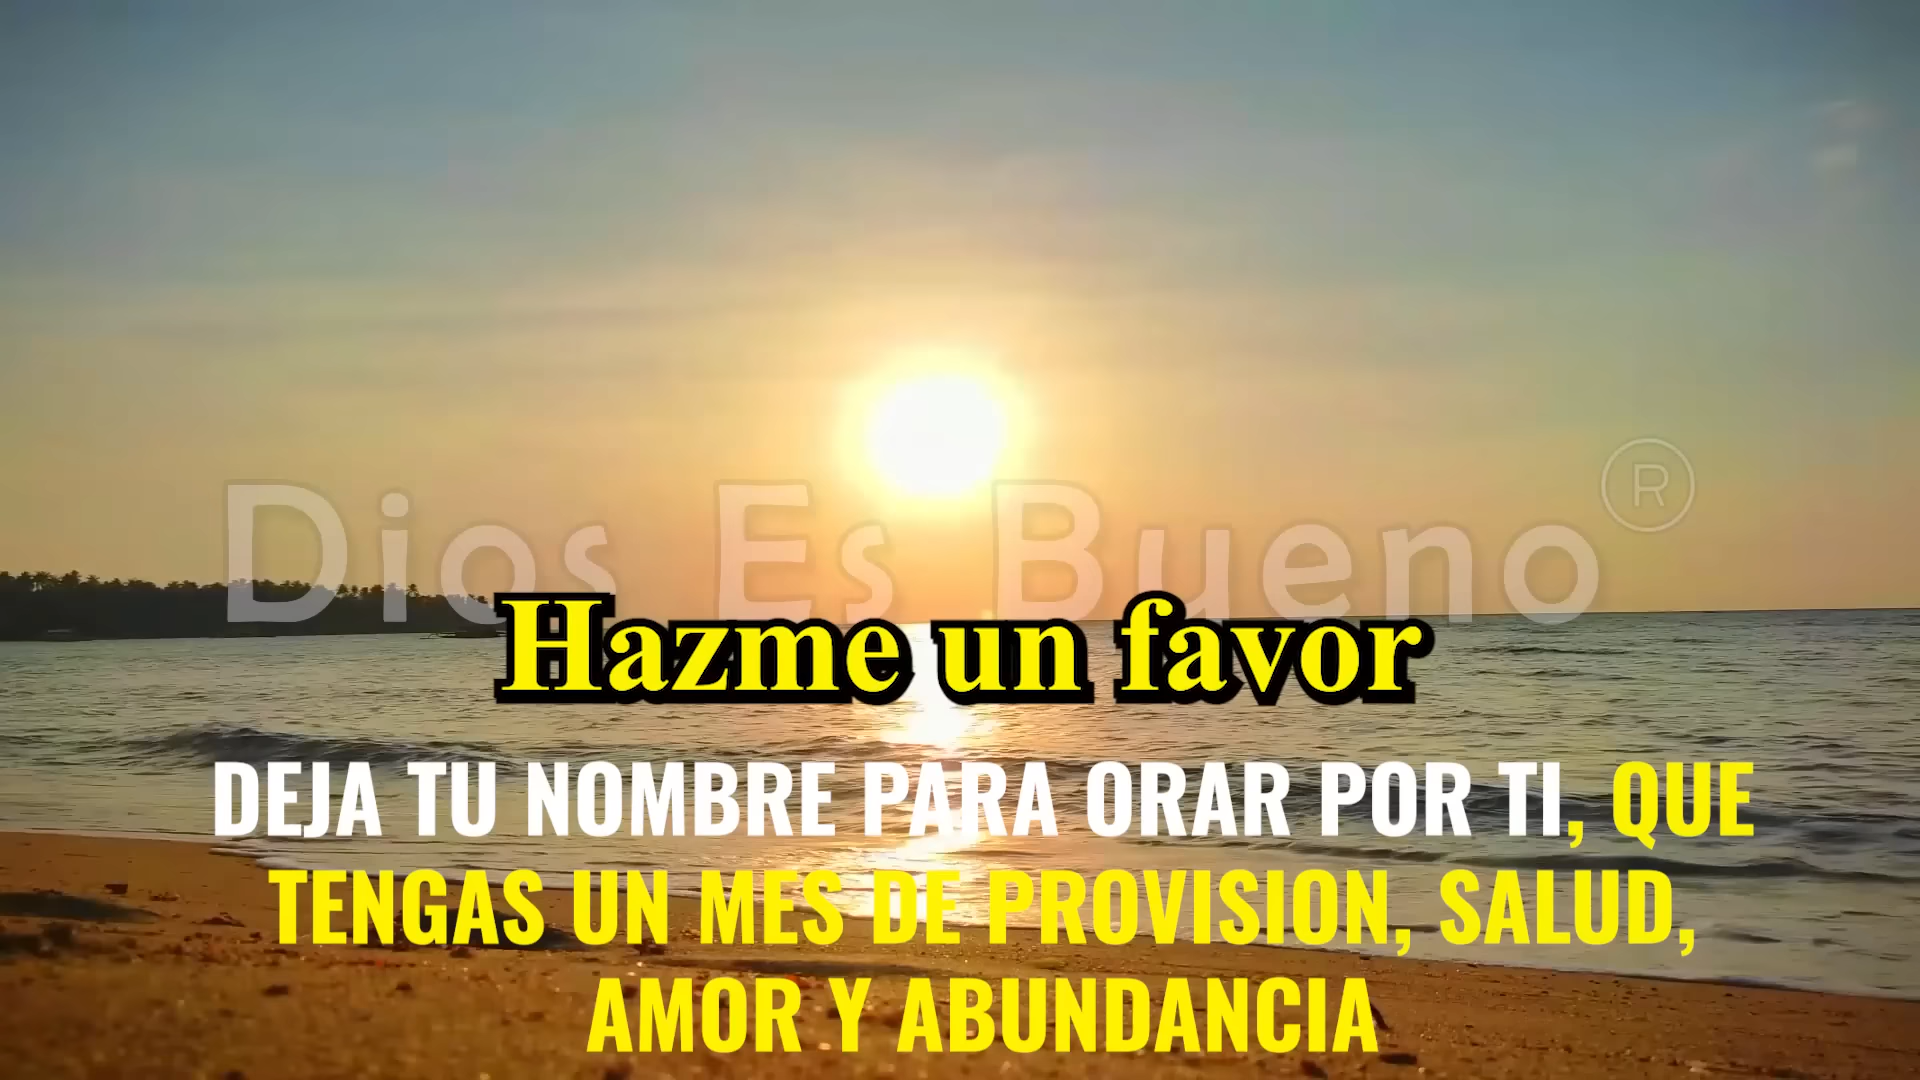 Dios Es Bueno ®
Hazme un favor
DEJA TU NOMBRE PARA ORAR POR TI, QUE
TENGAS UN MES DE PROVISION, SALUD,
AMOR Y ABUNDANCIA